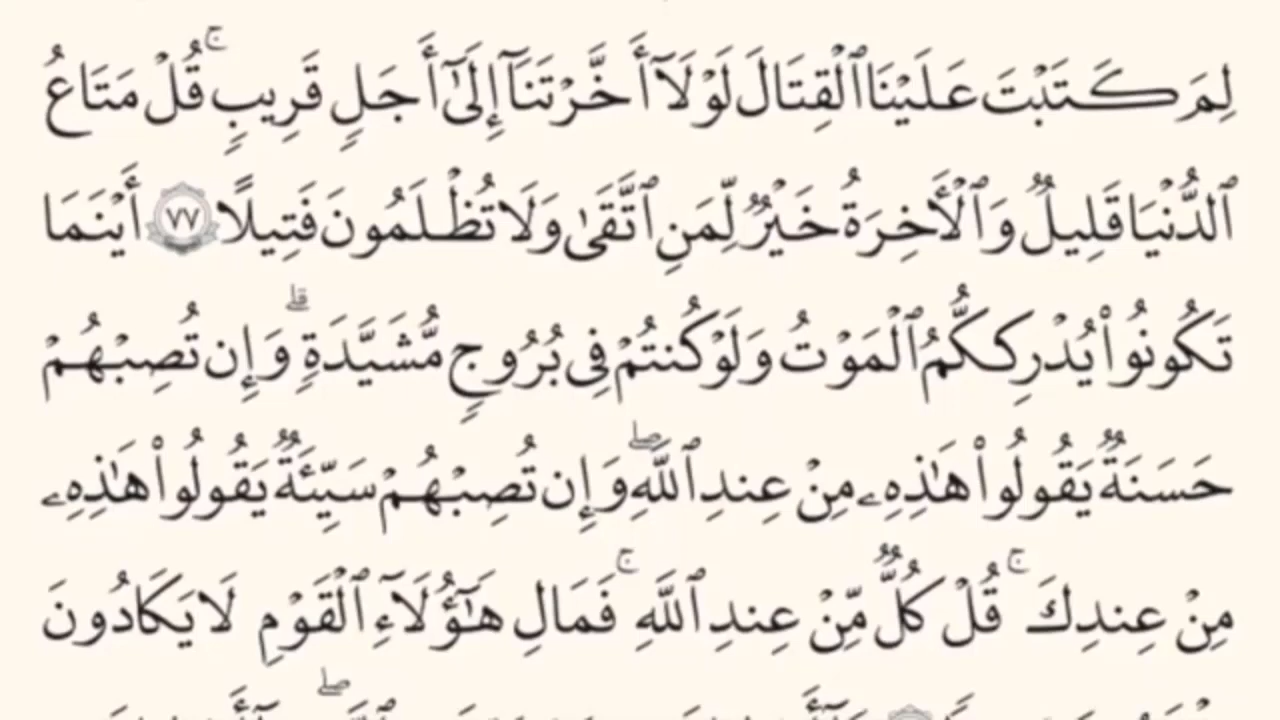 لِمَ كَتَبْتَ عَلَيْنَا ٱلْقِتَالَ لَوْلَآ أَخَّرْتَنَآ إِلَىٰٓ أَجَلٍ قَرِيبٍ ۚ قُلْ مَتَاعُ
ٱلدُّنْيَا قَلِيلٌ وَٱلْأَخِرَةُ خَيْرٌ لِّمَنِ ٱتَّقَىٰ وَلَا تُظْلَمُونَ فَتِيلًا ٧٧ أَيْنَمَا
تَكُونُوا۟ يُدْرِككُّمُ ٱلْمَوْتُ وَلَوْ كُنتُمْ فِى بُرُوجٍ مُّشَيَّدَةٍ ۗ وَإِن تُصِبْهُمْ
حَسَنَةٌ يَقُولُوا۟ هَٰذِهِۦ مِنْ عِندِ ٱللَّهِ ۖ وَإِن تُصِبْهُمْ سَيِّئَةٌ يَقُولُوا۟ هَٰذِهِۦ
مِنْ عِندِكَ ۚ قُلْ كُلٌّ مِّنْ عِندِ ٱللَّهِ ۚ فَمَالِ هَٰٓؤُلَآءِ ٱلْقَوْمِ لَا يَكَادُونَ